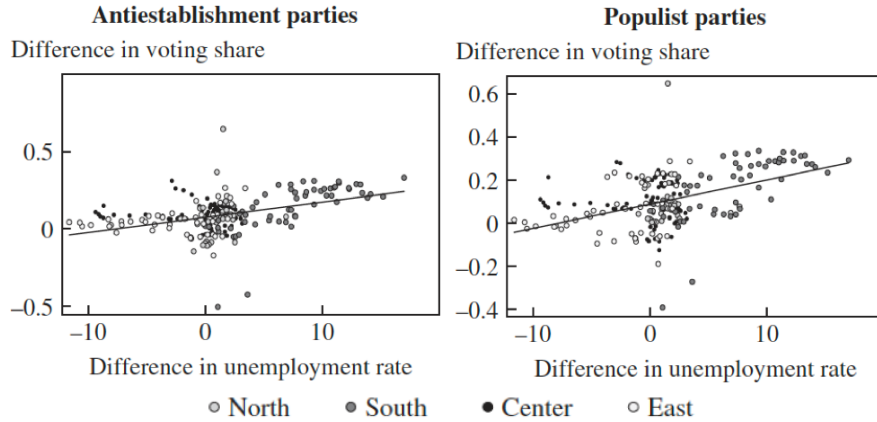 Antiestablishment parties
Difference in voting share
0.5
0
−0.5
−10 0 10
Difference in unemployment rate
Populist parties
Difference in voting share
0.6
0.4
0.2
0
−0.2
−0.4
−10 0 10
Difference in unemployment rate
North South Center East